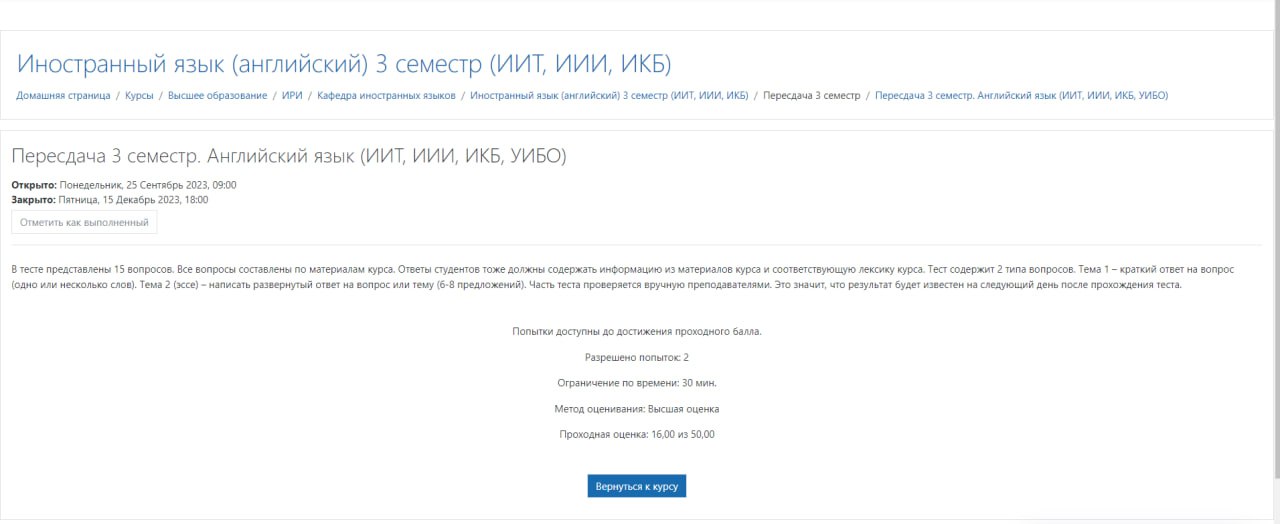 Иностранный язык (английский) 3 семестр (ИИТ, ИИИ, ИКБ)
Домашняя страница / Курсы / Высшее образование / ИРИ / Кафедра иностранных языков / Иностранный язык (английский) 3 семестр (ИИТ, ИИИ, ИКБ) / Пересдача 3 семестр / Пересдача 3 семестр. Английский язык (ИИТ, ИИИ, ИКБ, УИБО)
Пересдача 3 семестр. Английский язык (ИИТ, ИИИ, ИКБ, УИБО)
Открыто: Понедельник, 25 Сентябрь 2023, 09:00
Закрыто: Пятница, 15 Декабрь 2023, 18:00
Отметить как выполненный
В тесте представлены 15 вопросов. Все вопросы составлены по материалам курса. Ответы студентов тоже должны содержать информацию из материалов курса и соответствующую лексику курса. Тест содержит 2 типа вопросов. Тема 1 – краткий ответ на вопрос
(одно или несколько слов). Тема 2 (эссе) – написать развернутый ответ на вопрос или тему (6-8 предложений). Часть теста проверяется вручную преподавателями. Это значит, что результат будет известен на следующий день после прохождения теста.
Попытки доступны до достижения проходного балла.
Разрешено попыток: 2
Ограничение по времени: 30 мин.
Метод оценивания: Высшая оценка
Проходная оценка: 16,00 из 50,00
Вернуться к курсу